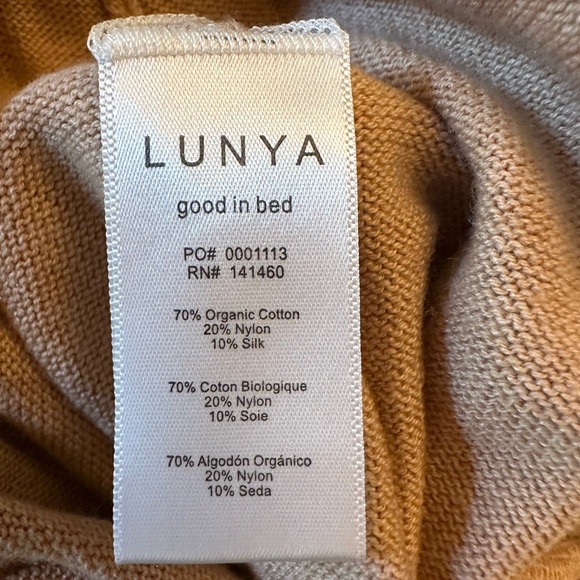 LUNYA
good in bed
PO# 0001113
RN# 141460
70% Organic Cotton
20% Nylon
10% Silk
70% Coton Biologique
20% Nylon
10% Soie
70% Algodón Orgánico
20% Nylon
10% Seda